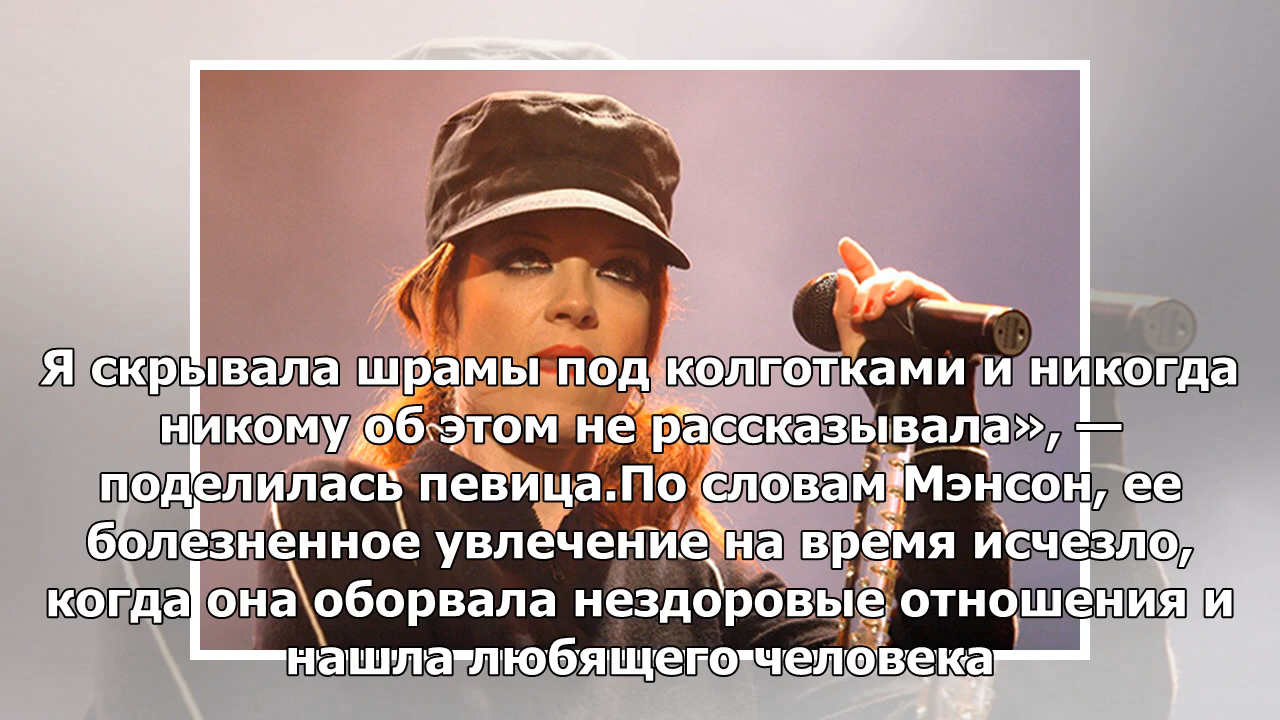 Я скрывала шрамы под колготками и никогда
никому об этом не рассказывала», —
поделилась певица.По словам Мэнсон, ее
болезненное увлечение на время исчезло,
когда она оборвала нездоровые отношения и
нашла любящего человека